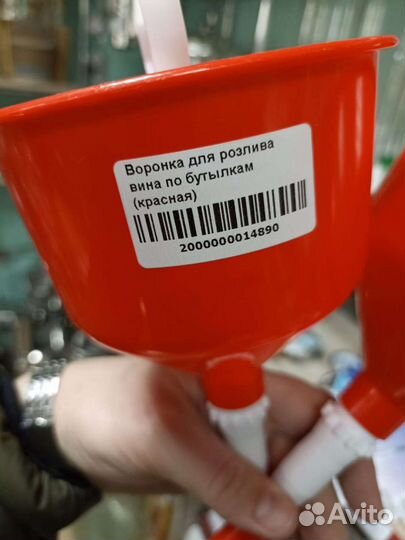 Воронка для розлива
вина по бутылкам
(красная)
2000000014890
Avito